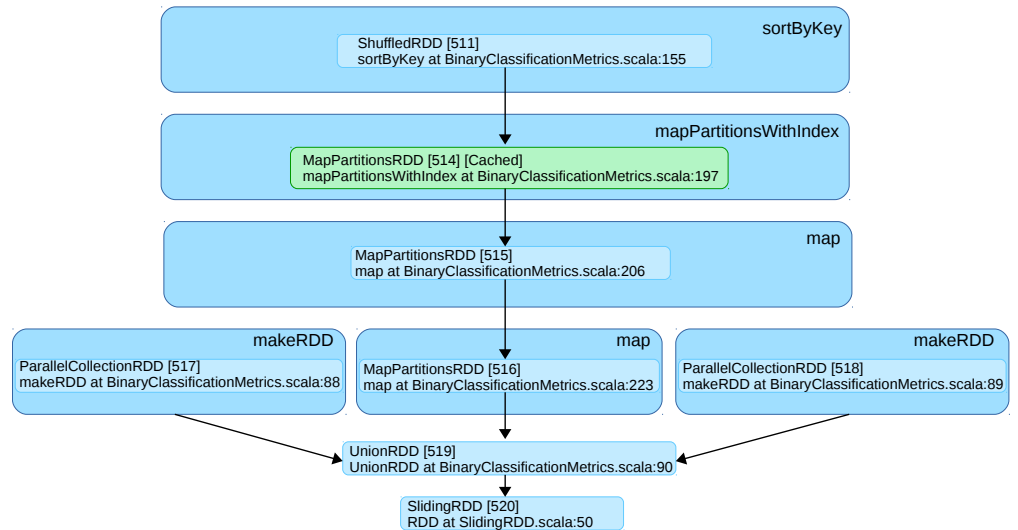 sortByKey
ShuffledRDD [511]
sortByKey at BinaryClassificationMetrics.scala:155
mapPartitionsWithIndex
MapPartitionsRDD [514] [Cached]
mapPartitionsWithIndex at BinaryClassificationMetrics.scala:197
map
MapPartitionsRDD [515]
map at BinaryClassificationMetrics.scala:206
makeRDD
ParallelCollectionRDD [517]
makeRDD at BinaryClassificationMetrics.scala:88
map
MapPartitionsRDD [516]
map at BinaryClassificationMetrics.scala:223
makeRDD
ParallelCollectionRDD [518]
makeRDD at BinaryClassificationMetrics.scala:89
UnionRDD [519]
UnionRDD at BinaryClassificationMetrics.scala:90
SlidingRDD [520]
RDD at SlidingRDD.scala:50